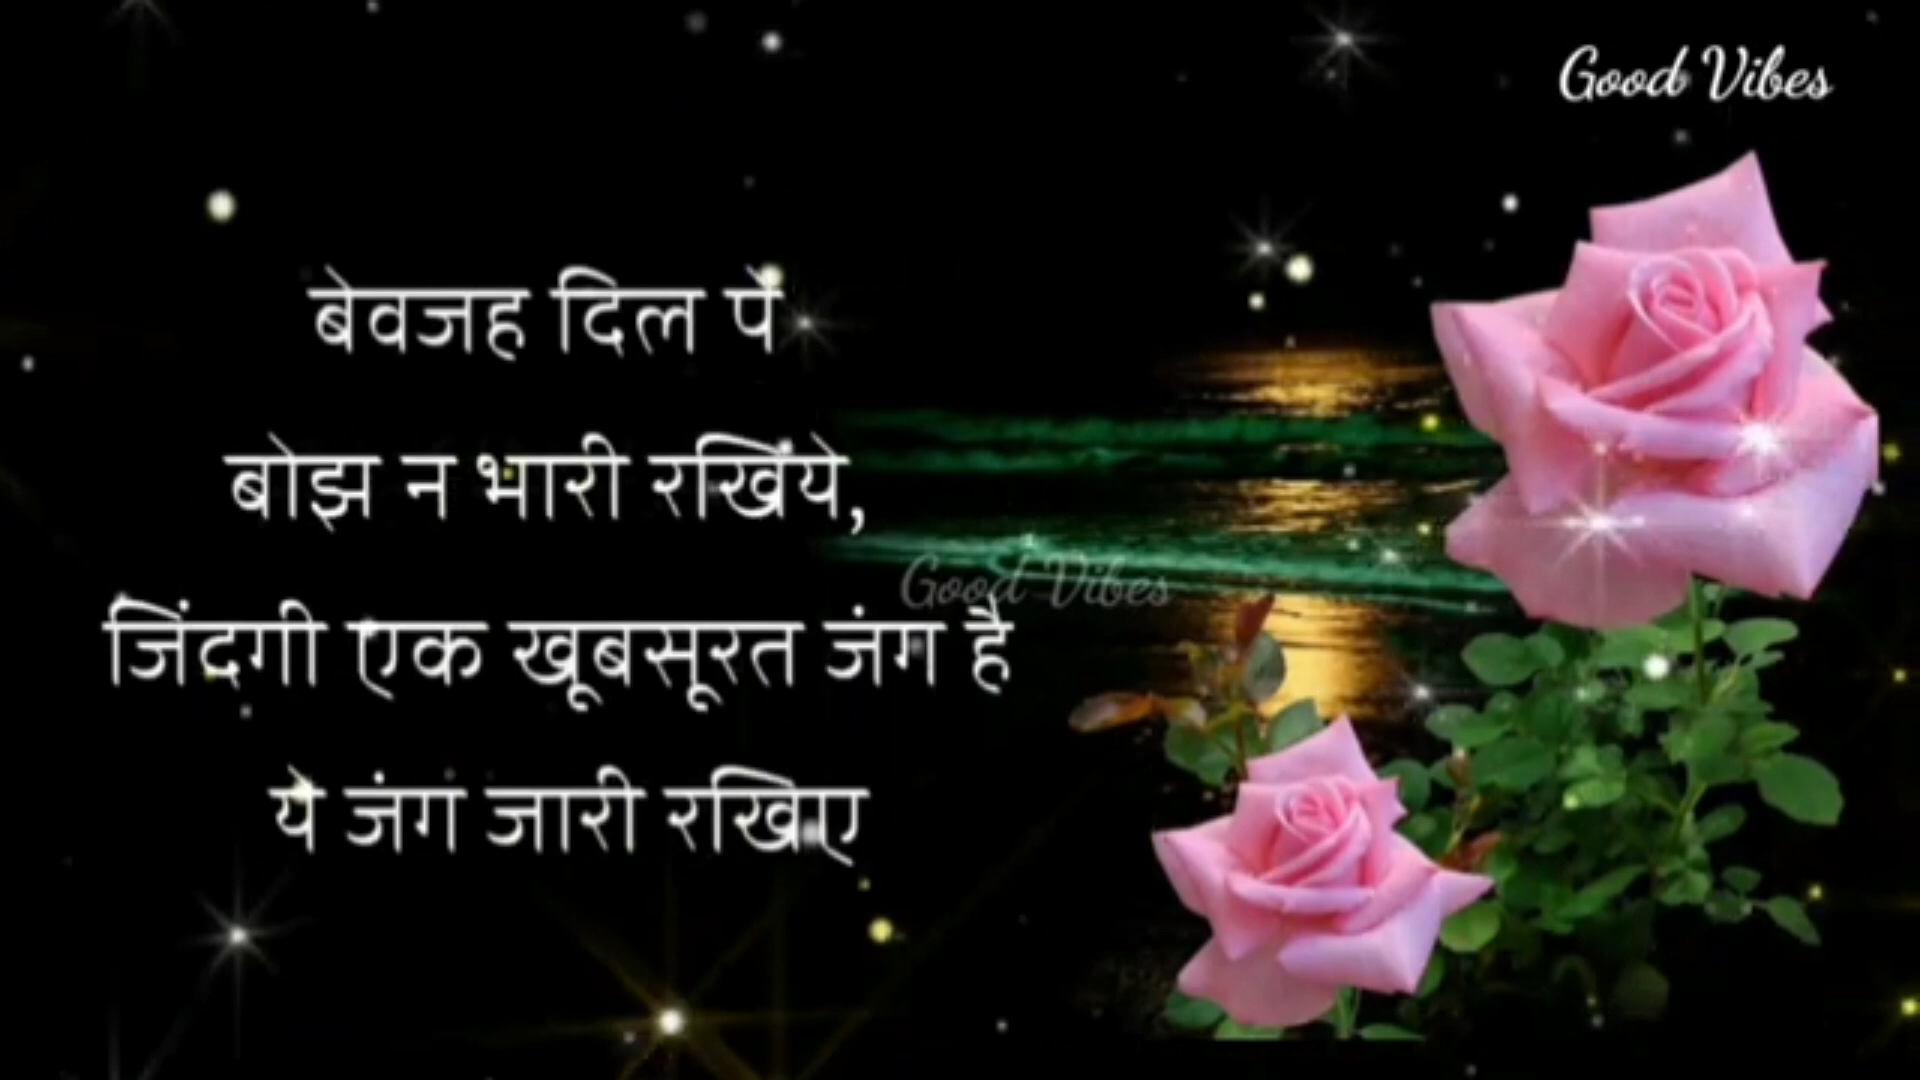 Good Vibes
बेवजह दिल पे
बोझ न भारी रखिंये,
Good Vibes
जिंदगी एक खूबसूरत जंग है
ये जंग जारी रखिए